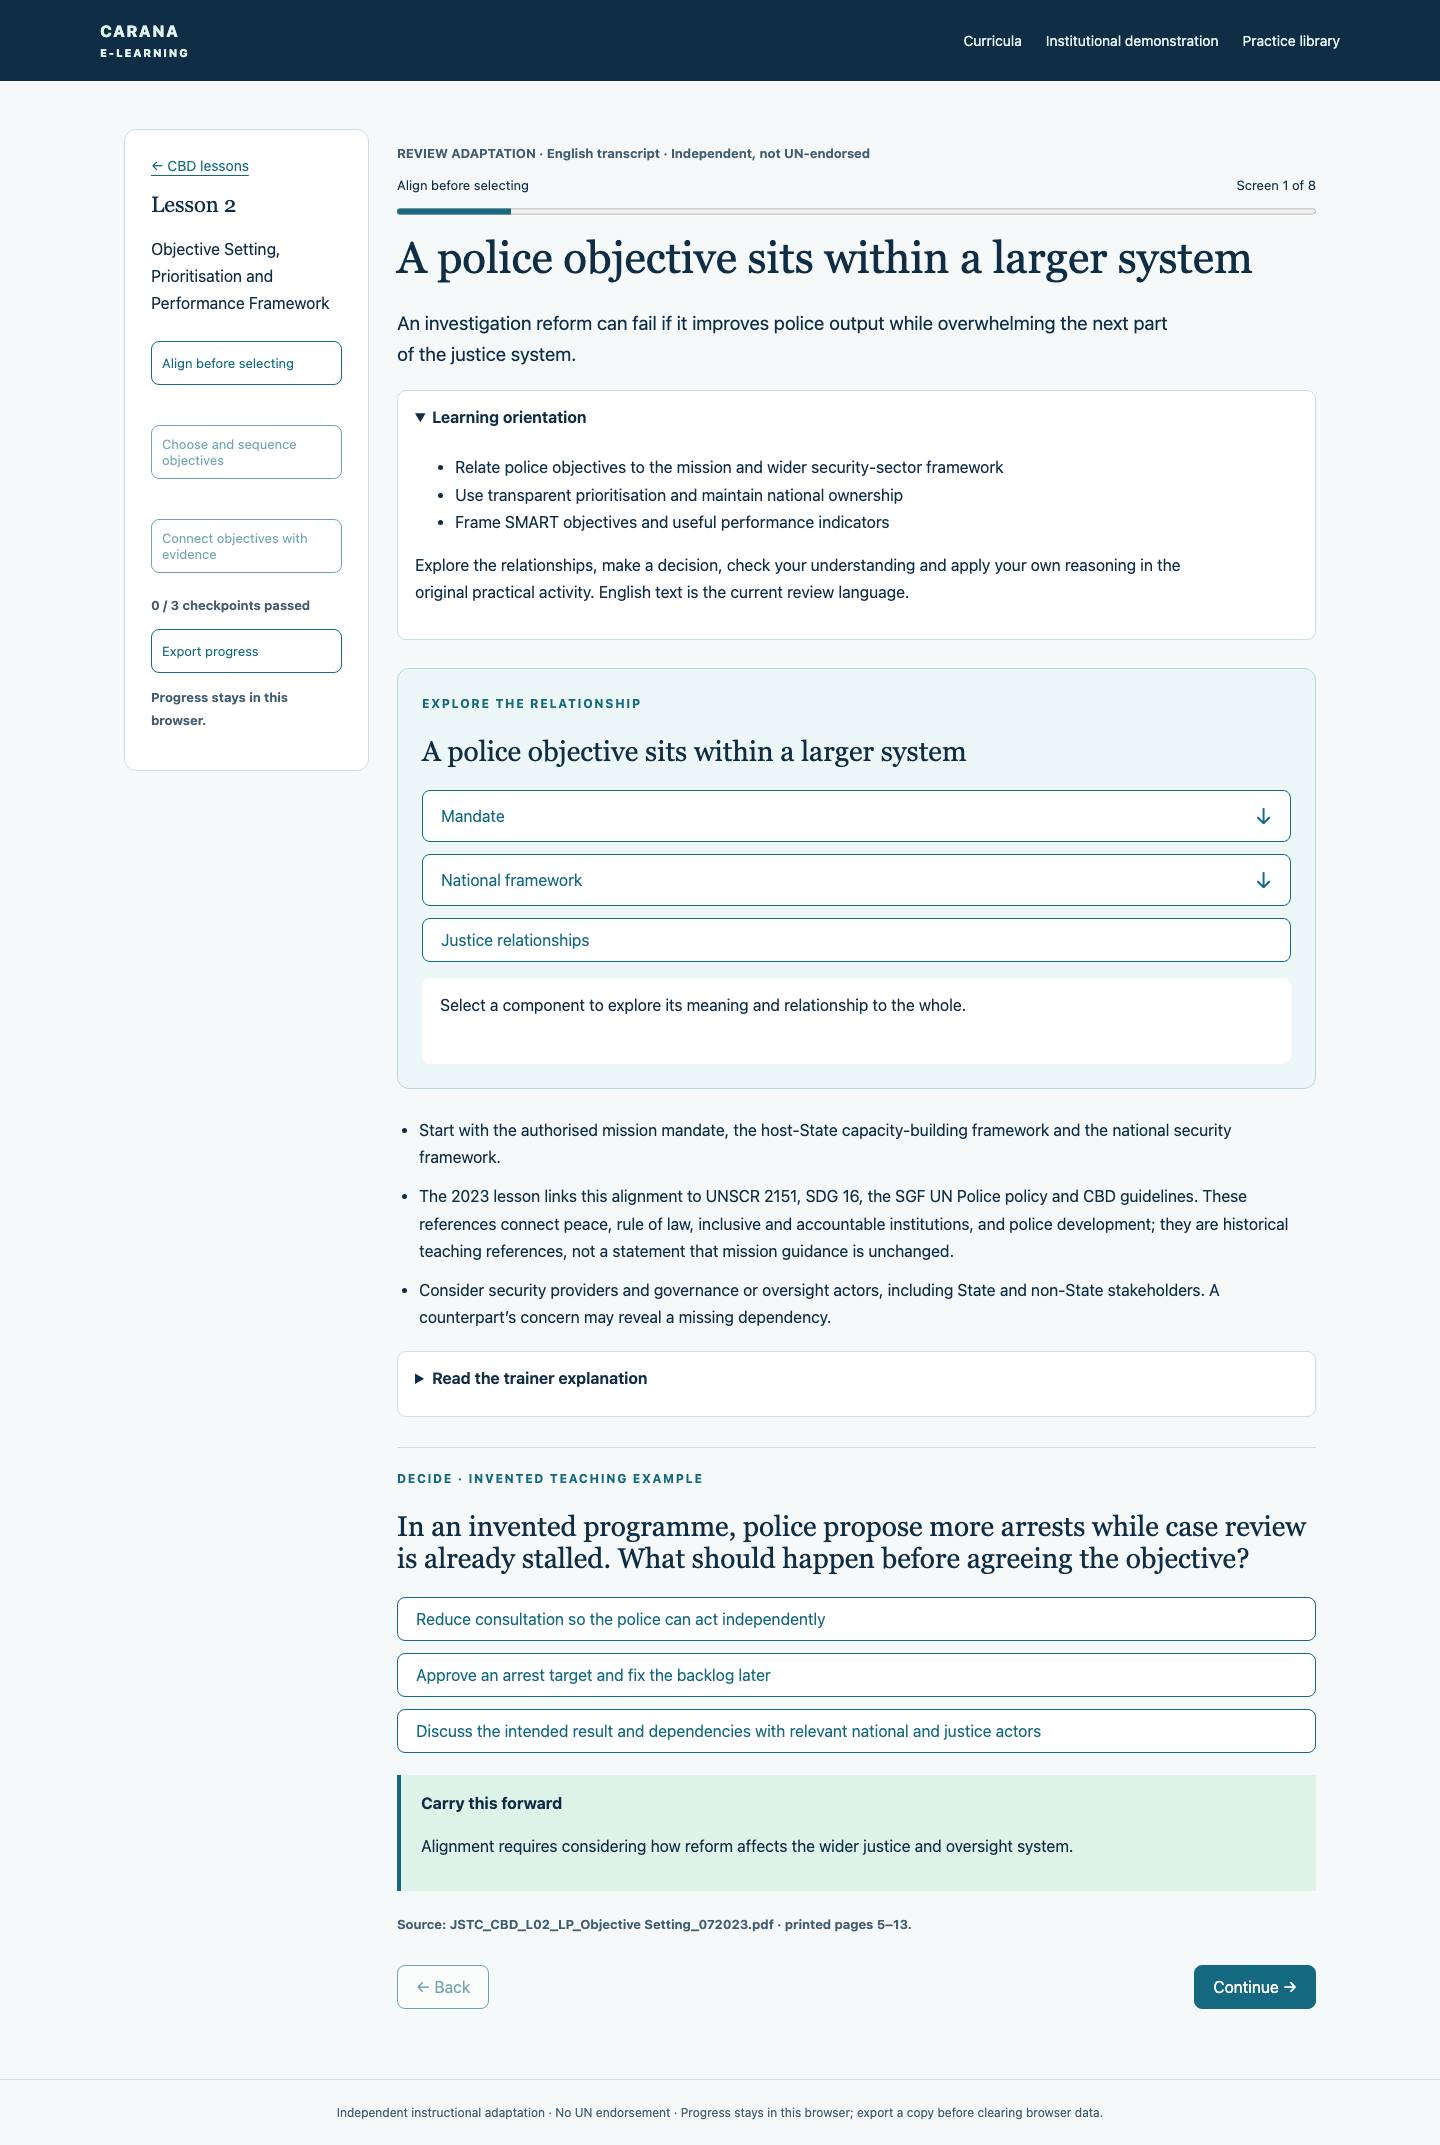 CARANA
E-LEARNING
Curricula
Institutional demonstration
Practice library
← CBD lessons
Lesson 2
Objective Setting,
Prioritisation and
Performance Framework
Align before selecting
Choose and sequence
objectives
Connect objectives with
evidence
0 / 3 checkpoints passed
Export progress
Progress stays in this
browser.
REVIEW ADAPTATION · English transcript · Independent, not UN-endorsed
Align before selecting
Screen 1 of 8
A police objective sits within a larger system
An investigation reform can fail if it improves police output while overwhelming the next part
of the justice system.
▼ Learning orientation
• Relate police objectives to the mission and wider security-sector framework
• Use transparent prioritisation and maintain national ownership
• Frame SMART objectives and useful performance indicators
Explore the relationships, make a decision, check your understanding and apply your own reasoning in the
original practical activity. English text is the current review language.
EXPLORE THE RELATIONSHIP
A police objective sits within a larger system
Mandate ↓
National framework ↓
Justice relationships
Select a component to explore its meaning and relationship to the whole.
• Start with the authorised mission mandate, the host-State capacity-building framework and the national security
framework.
• The 2023 lesson links this alignment to UNSCR 2151, SDG 16, the SGF UN Police policy and CBD guidelines. These
references connect peace, rule of law, inclusive and accountable institutions, and police development; they are historical
teaching references, not a statement that mission guidance is unchanged.
• Consider security providers and governance or oversight actors, including State and non-State stakeholders. A
counterpart’s concern may reveal a missing dependency.
▶ Read the trainer explanation
DECIDE · INVENTED TEACHING EXAMPLE
In an invented programme, police propose more arrests while case review
is already stalled. What should happen before agreeing the objective?
Reduce consultation so the police can act independently
Approve an arrest target and fix the backlog later
Discuss the intended result and dependencies with relevant national and justice actors
Carry this forward
Alignment requires considering how reform affects the wider justice and oversight system.
Source: JSTC_CBD_L02_LP_Objective Setting_072023.pdf · printed pages 5–13.
← Back
Continue →
Independent instructional adaptation · No UN endorsement · Progress stays in this browser; export a copy before clearing browser data.